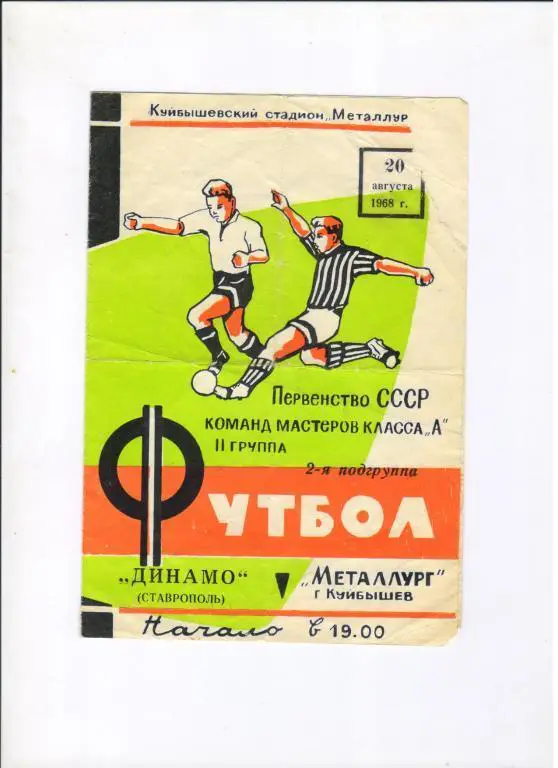 Куйбышевский стадион „Металлур
20
августа
1968 г.
Первенство СССР
КОМАНД МАСТЕРОВ КЛАССА „А"
II ГРУППА
2-я подгруппа
ФУТБОЛ
„ДИНАМО"
(СТАВРОПОЛЬ)
„МЕТАЛЛУРГ"
г КУЙБЫШЕВ
Начало в 19.00